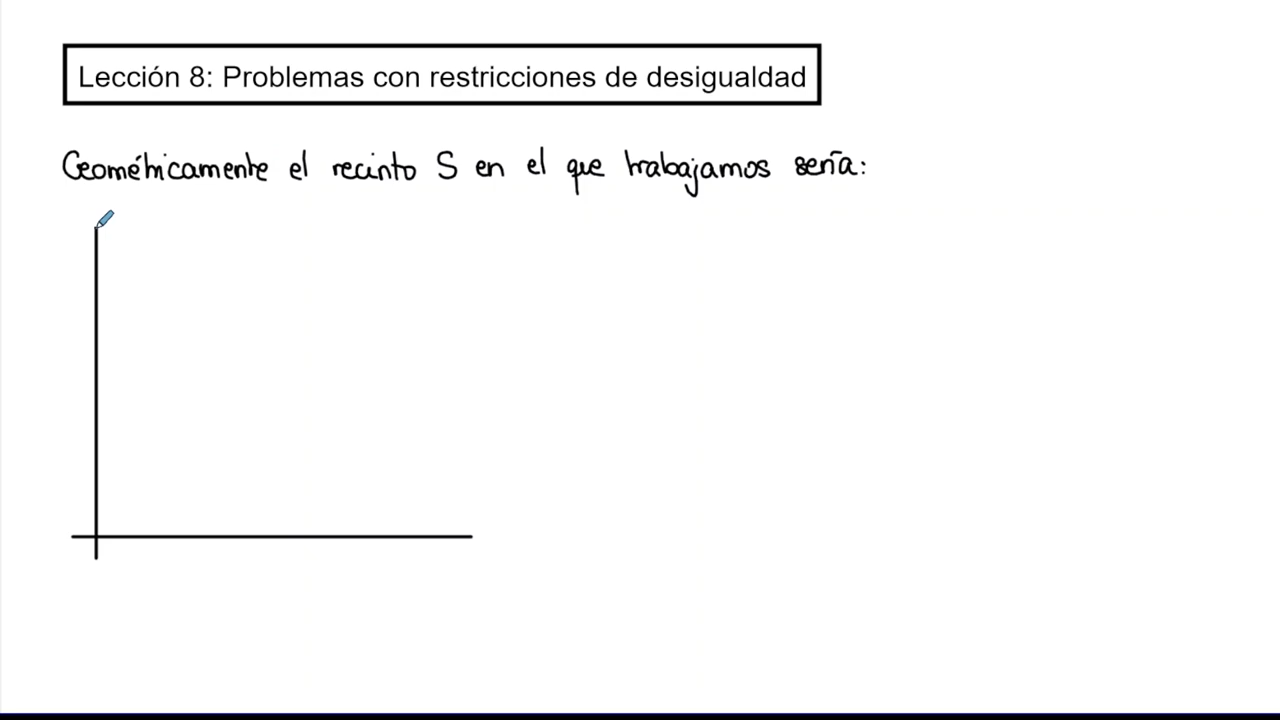 Lección 8: Problemas con restricciones de desigualdad
Geométricamente el recinto S en el que trabajamos sería: